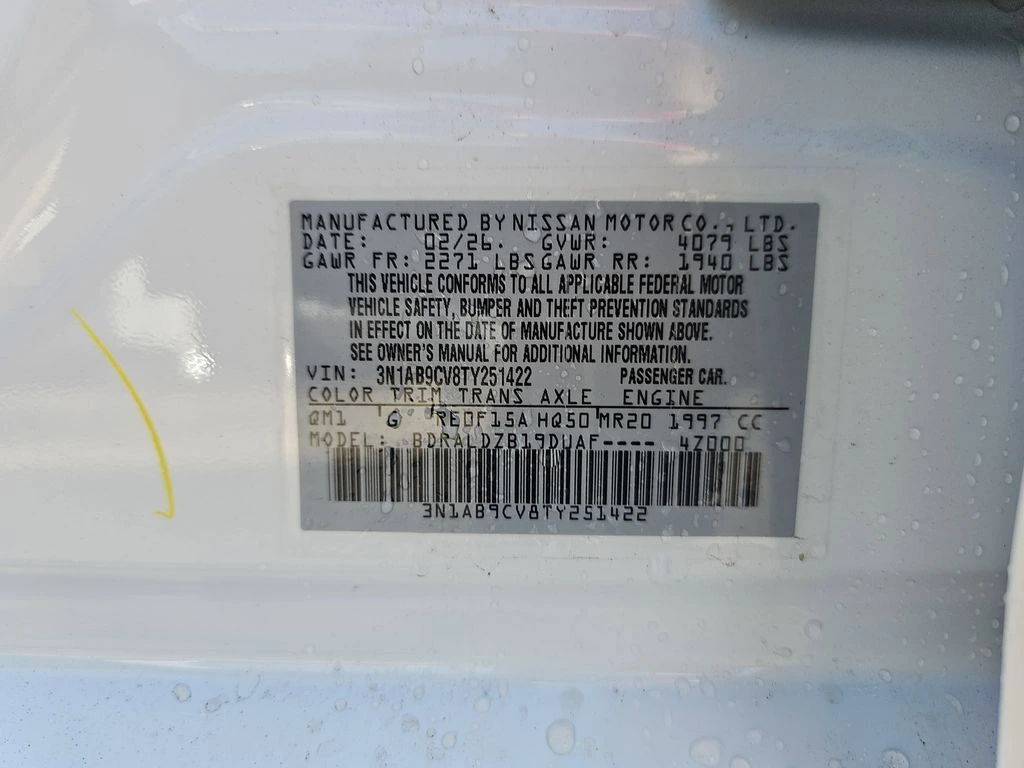 MANUFACTURED BY NISSAN MOTOR CO., LTD.
DATE: 02/26. GVWR: 4079 LBS
GAWR FR: 2271 LBS GAWR RR: 1940 LBS
THIS VEHICLE CONFORMS TO ALL APPLICABLE FEDERAL MOTOR
VEHICLE SAFETY, BUMPER AND THEFT PREVENTION STANDARDS
IN EFFECT ON THE DATE OF MANUFACTURE SHOWN ABOVE.
SEE OWNER'S MANUAL FOR ADDITIONAL INFORMATION.
VIN: 3N1AB9CV8TY251422 PASSENGER CAR.
COLOR TRIM TRANS AXLE ENGINE
QM1 G RE0F15A HQ50 MR20 1997 CC
MODEL: BDRALDZB19DUAF---- 4Z000
3N1AB9CV8TY251422